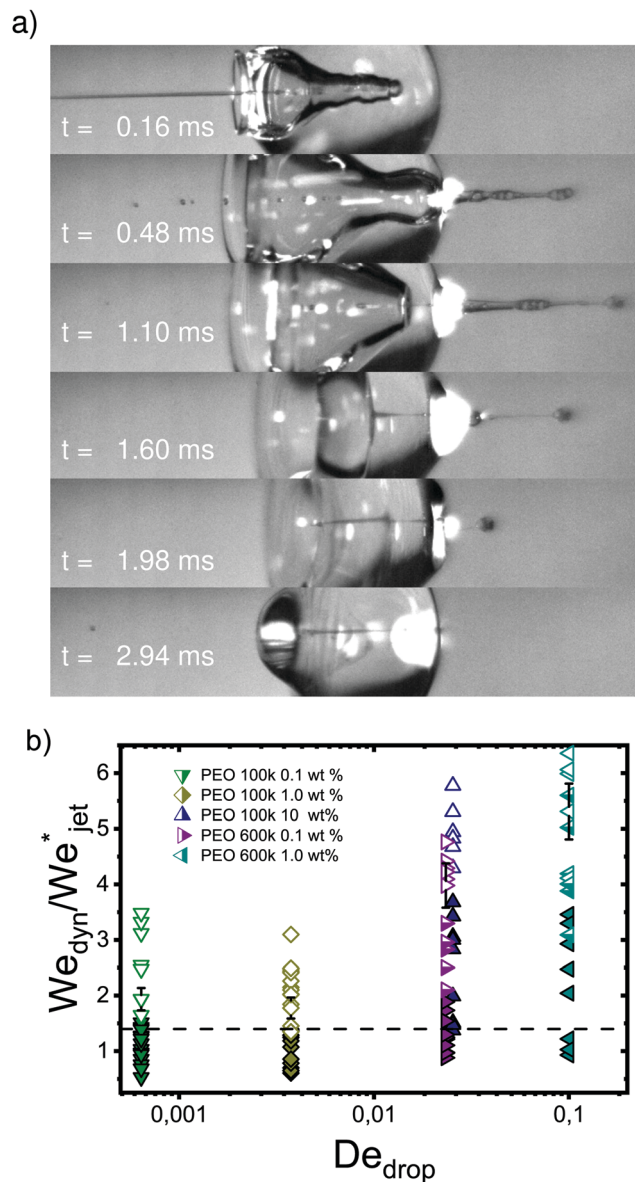 a)
t = 0.16 ms
t = 0.48 ms
t = 1.10 ms
t = 1.60 ms
t = 1.98 ms
t = 2.94 ms
b)
We_dyn/We*_jet
6
5
4
3
2
1
PEO 100k 0.1 wt %
PEO 100k 1.0 wt %
PEO 100k 10 wt%
PEO 600k 0.1 wt %
PEO 600k 1.0 wt%
0,001
0,01
0,1
De_drop